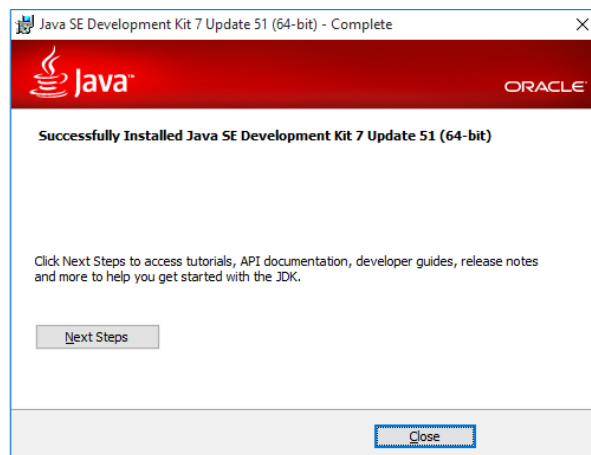 Java SE Development Kit 7 Update 51 (64-bit) - Complete
Java™
ORACLE®
Successfully Installed Java SE Development Kit 7 Update 51 (64-bit)
Click Next Steps to access tutorials, API documentation, developer guides, release notes
and more to help you get started with the JDK.
Next Steps
Close